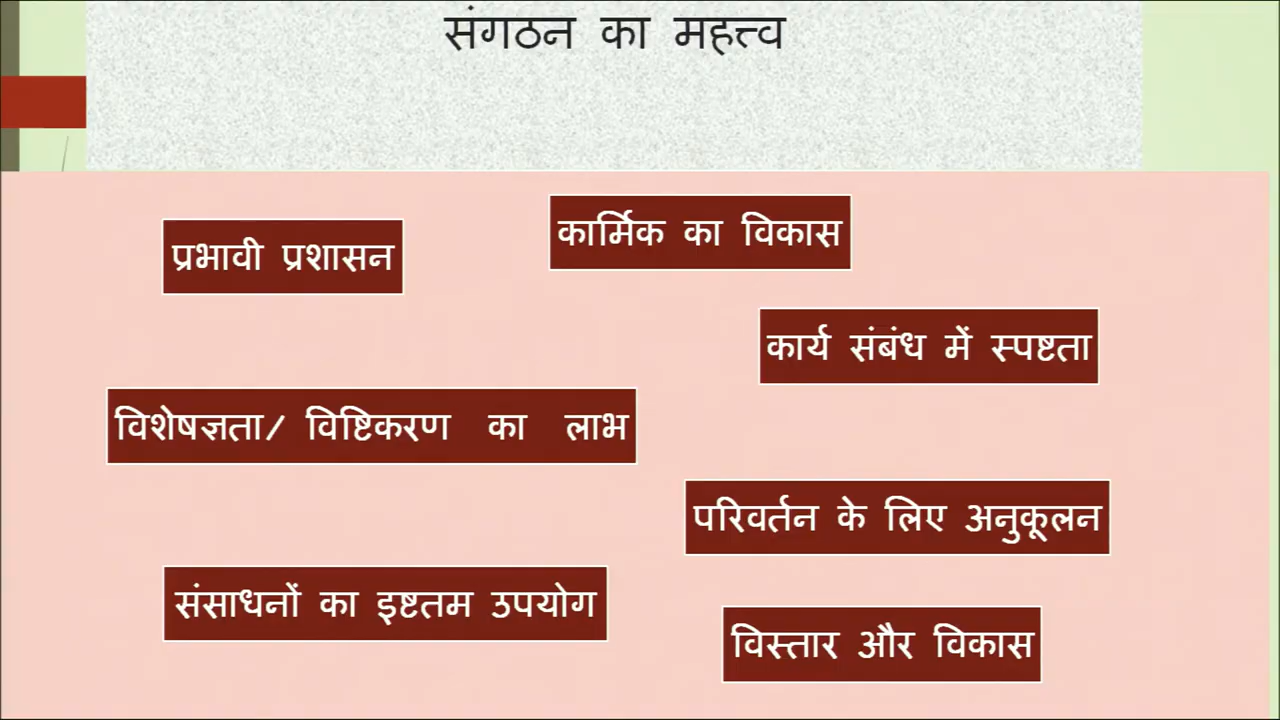 संगठन का महत्त्व
कार्मिक का विकास
प्रभावी प्रशासन
कार्य संबंध में स्पष्टता
विशेषज्ञता/ विष्टिकरण का लाभ
परिवर्तन के लिए अनुकूलन
संसाधनों का इष्टतम उपयोग
विस्तार और विकास